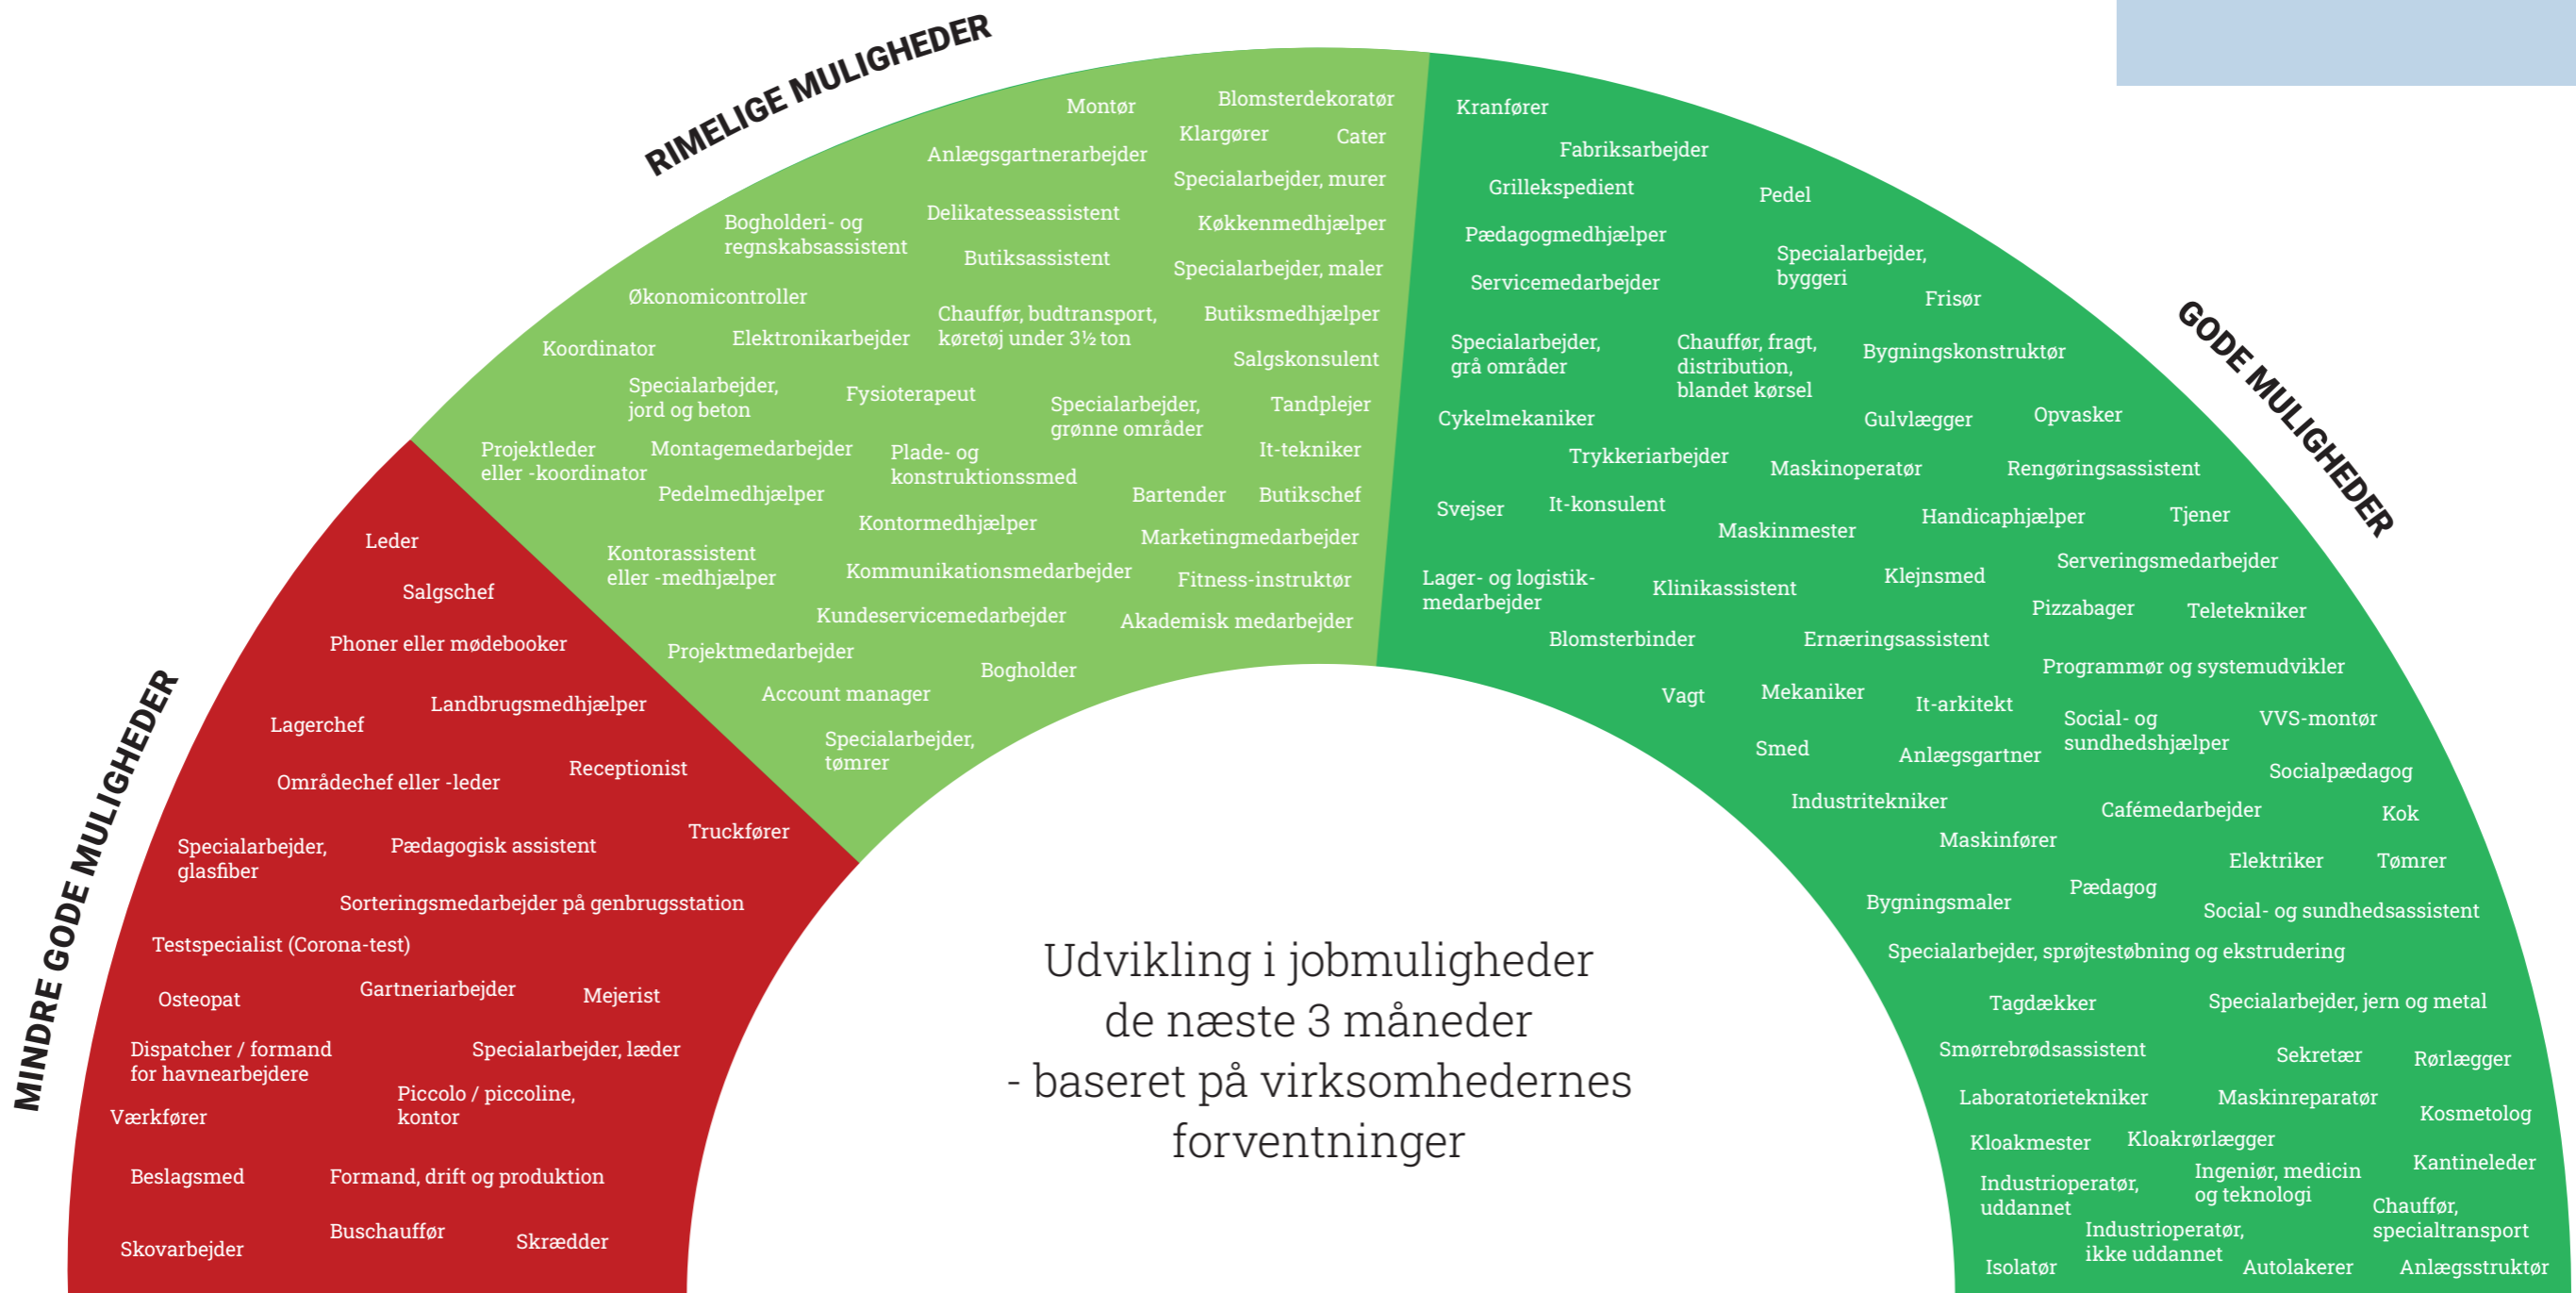 RIMELIGE MULIGHEDER
Montør
Blomsterdekoratør
Klargører
Cater
Anlægsgartnerarbejder
Specialarbejder, murer
Delikatesseassistent
Bogholderi- og
regnskabsassistent
Køkkenmedhjælper
Butiksassistent
Specialarbejder, maler
Økonomicontroller
Chauffør, budtransport,
køretøj under 3½ ton
Butiksmedhjælper
Elektronikarbejder
Koordinator
Salgskonsulent
Specialarbejder,
jord og beton
Fysioterapeut
Specialarbejder,
grønne områder
Tandplejer
Projektleder
eller -koordinator
Montagemedarbejder
Plade- og
konstruktionssmed
It-tekniker
Pedelmedhjælper
Bartender
Butikschef
Kontormedhjælper
Marketingmedarbejder
Kontorassistent
eller -medhjælper
Kommunikationsmedarbejder
Fitness-instruktør
Kundeservicemedarbejder
Akademisk medarbejder
Projektmedarbejder
Bogholder
Account manager
Specialarbejder,
tømrer
GODE MULIGHEDER
Kranfører
Fabriksarbejder
Grillekspedient
Pedel
Pædagogmedhjælper
Specialarbejder,
byggeri
Servicemedarbejder
Frisør
Specialarbejder,
grå områder
Chauffør, fragt,
distribution,
blandet kørsel
Bygningskonstruktør
Cykelmekaniker
Gulvlægger
Opvasker
Trykkeriarbejder
Maskinoperatør
Rengøringsassistent
Svejser
It-konsulent
Maskinmester
Handicaphjælper
Tjener
Serveringsmedarbejder
Lager- og logistik-
medarbejder
Klinikassistent
Klejnsmed
Pizzabager
Teletekniker
Blomsterbinder
Ernæringsassistent
Programmør og systemudvikler
Vagt
Mekaniker
It-arkitekt
Social- og
sundhedshjælper
VVS-montør
Smed
Anlægsgartner
Socialpædagog
Industritekniker
Cafémedarbejder
Kok
Maskinfører
Elektriker
Tømrer
Pædagog
Bygningsmaler
Social- og sundhedsassistent
Specialarbejder, sprøjtestøbning og ekstrudering
Tagdækker
Specialarbejder, jern og metal
Smørrebrødsassistent
Sekretær
Rørlægger
Laboratorietekniker
Maskinreparatør
Kosmetolog
Kloakmester
Kloakrørlægger
Kantineleder
Industrioperatør,
uddannet
Ingeniør, medicin
og teknologi
Chauffør,
specialtransport
Industrioperatør,
ikke uddannet
Isolatør
Autolakerer
Anlægsstruktør
MINDRE GODE MULIGHEDER
Leder
Salgschef
Phoner eller mødebooker
Landbrugsmedhjælper
Lagerchef
Receptionist
Områdechef eller -leder
Truckfører
Specialarbejder,
glasfiber
Pædagogisk assistent
Sorteringsmedarbejder på genbrugsstation
Testspecialist (Corona-test)
Osteopat
Gartneriarbejder
Mejerist
Dispatcher / formand
for havnearbejdere
Specialarbejder, læder
Piccolo / piccoline,
kontor
Værkfører
Beslagsmed
Formand, drift og produktion
Buschauffør
Skrædder
Skovarbejder
Udvikling i jobmuligheder
de næste 3 måneder
- baseret på virksomhedernes
forventninger